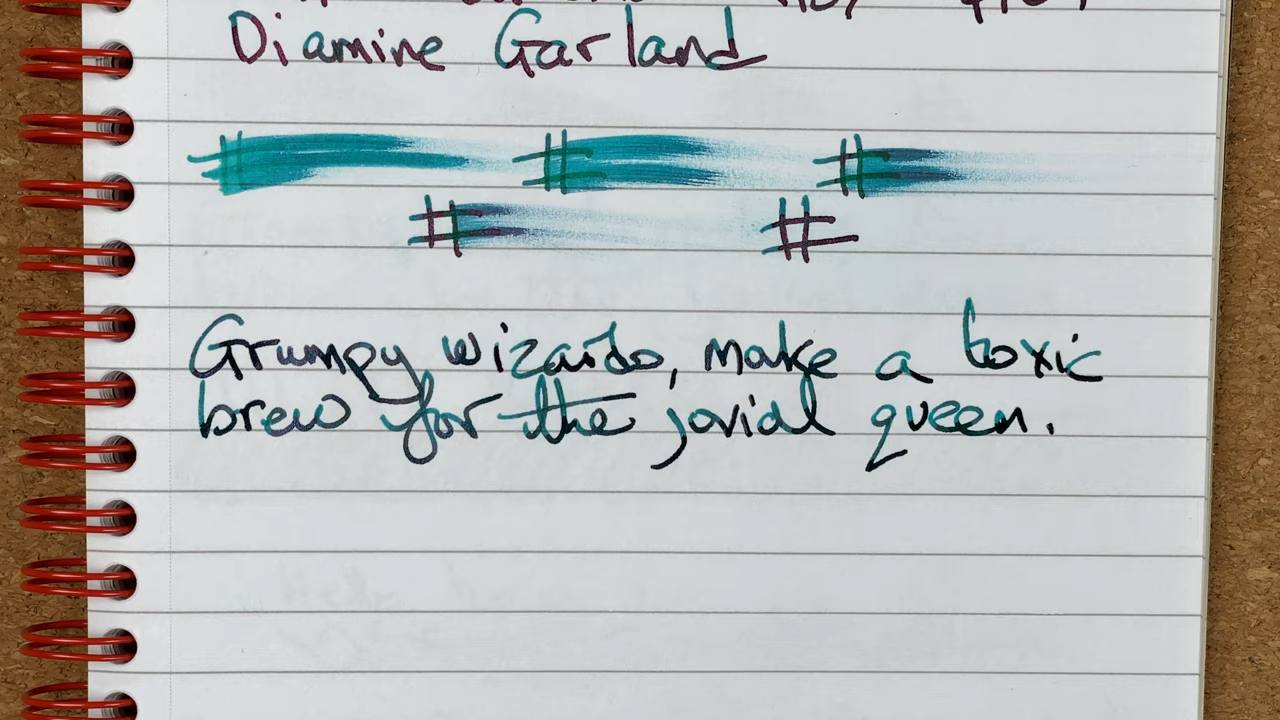 Diamine Garland
# # #
# #
Grumpy wizards, make a toxic
brew for the jovial queen.